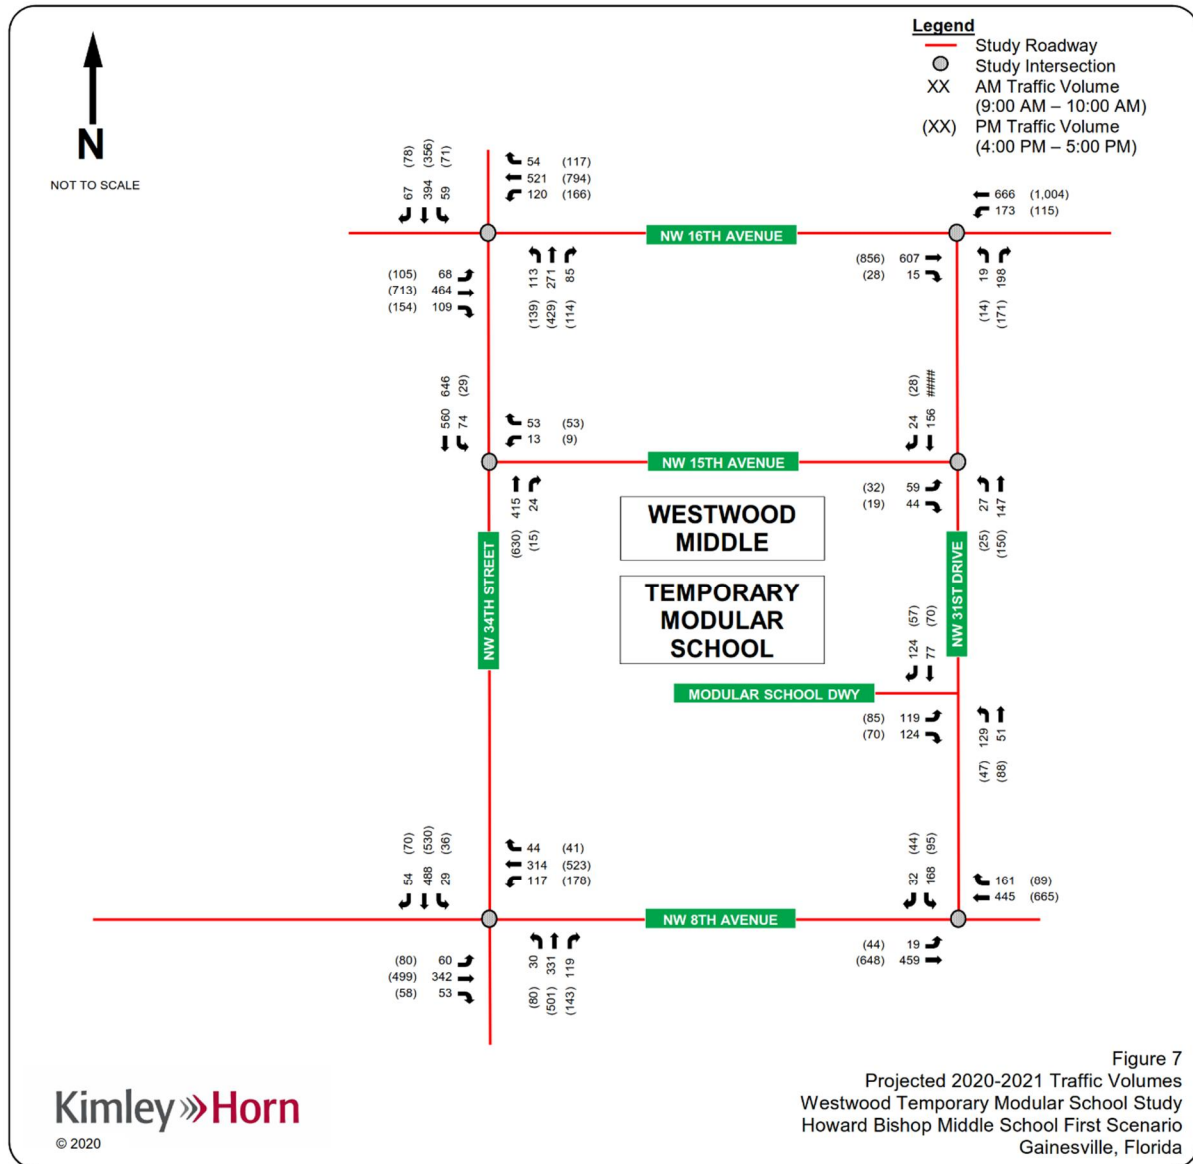 Legend
Study Roadway
Study Intersection
XX AM Traffic Volume
(9:00 AM – 10:00 AM)
(XX) PM Traffic Volume
(4:00 PM – 5:00 PM)
N
NOT TO SCALE
(78) (356) (71)
67 394 59
54 (117)
521 (794)
120 (166)
666 (1,004)
173 (115)
NW 16TH AVENUE
(105) 68
(713) 464
(154) 109
113 271 85
(139) (429) (114)
(856) 607
(28) 15
19 198
(14) (171)
646 (29)
560 74
53 (53)
13 (9)
(28) ####
24 156
NW 15TH AVENUE
415 24
(630) (15)
(32) 59
(19) 44
27 147
(25) (150)
WESTWOOD
MIDDLE
TEMPORARY
MODULAR
SCHOOL
NW 34TH STREET
NW 31ST DRIVE
(57) (70)
124 77
MODULAR SCHOOL DWY
(85) 119
(70) 124
129 51
(47) (88)
(70) (530) (36)
54 488 29
44 (41)
314 (523)
117 (178)
(44) (95)
32 168
161 (89)
445 (665)
NW 8TH AVENUE
(80) 60
(499) 342
(58) 53
30 331 119
(80) (501) (143)
(44) 19
(648) 459
Kimley Horn
© 2020
Figure 7
Projected 2020-2021 Traffic Volumes
Westwood Temporary Modular School Study
Howard Bishop Middle School First Scenario
Gainesville, Florida